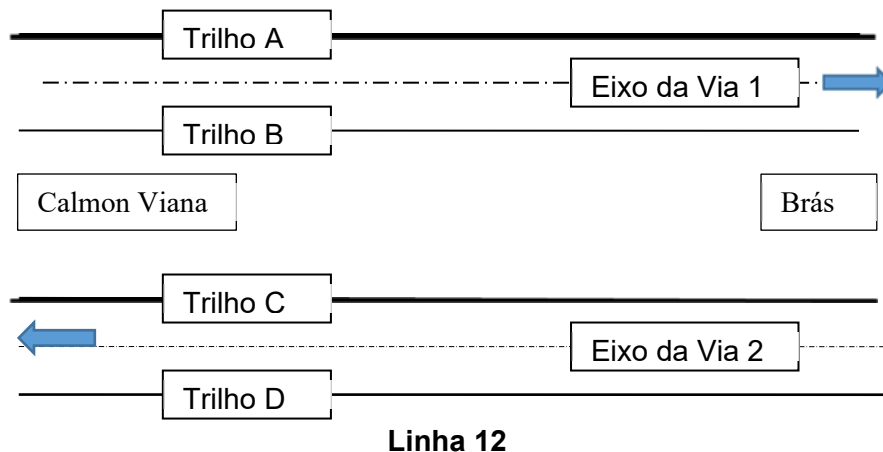 Trilho A
Eixo da Via 1
Trilho B
Calmon Viana
Brás
Trilho C
Eixo da Via 2
Trilho D
Linha 12